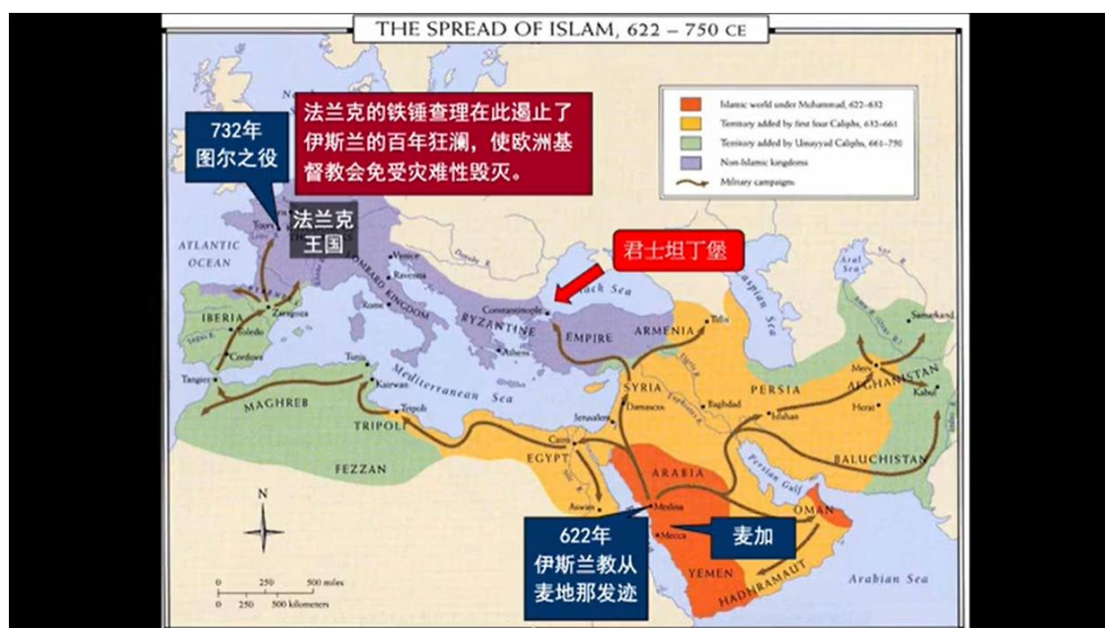 THE SPREAD OF ISLAM, 622 – 750 CE
法兰克的铁锤查理在此遏止了
伊斯兰的百年狂澜，使欧洲基
督教会免受灾难性毁灭。
732年
图尔之役
Islamic world under Muhammad, 622–632
Territory added by first four Caliphs, 632–661
Territory added by Umayyad Caliphs, 661–750
Non-Islamic kingdoms
Military campaigns
法兰克
王国
Tours
君士坦丁堡
ATLANTIC
OCEAN
Venice
Ravenna
LOMBARD KINGDOM
Danube R.
Black Sea
Caspian Sea
Aral
Sea
Rome
Constantinople
BYZANTINE
EMPIRE
ARMENIA
Tiflis
Samarkand
IBERIA
Zaragoza
Toledo
Cordova
Tangier
Athens
Tunis
Kairwan
Mediterranean Sea
SYRIA
Damascus
Baghdad
PERSIA
Isfahan
Merv
Herat
AFGHANISTAN
Kabul
MAGHREB
Tripoli
TRIPOLI
Jerusalem
Cairo
EGYPT
FEZZAN
ARABIA
Persian Gulf
BALUCHISTAN
Aswan
Medina
OMAN
Mecca
YEMEN
HADHRAMAUT
Arabian Sea
622年
伊斯兰教从
麦地那发迹
麦加
N
0 250 500 miles
0 250 500 kilometers